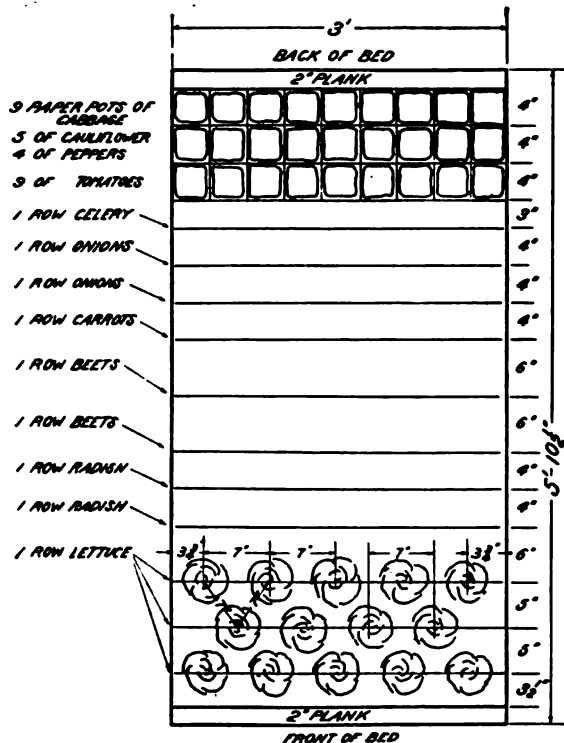 3'
BACK OF BED
2" PLANK
9 PAPER POTS OF
CABBAGE
4"
5 OF CAULIFLOWER
4 OF PEPPERS
4"
9 OF TOMATOES
4"
1 ROW CELERY
3"
1 ROW ONIONS
4"
1 ROW ONIONS
4"
1 ROW CARROTS
4"
1 ROW BEETS
6"
1 ROW BEETS
6"
5'-10½"
1 ROW RADISH
4"
1 ROW RADISH
4"
1 ROW LETTUCE
3½" 7" 7" 7" 3½"
6"
5"
5"
3½"
2" PLANK
FRONT OF BED